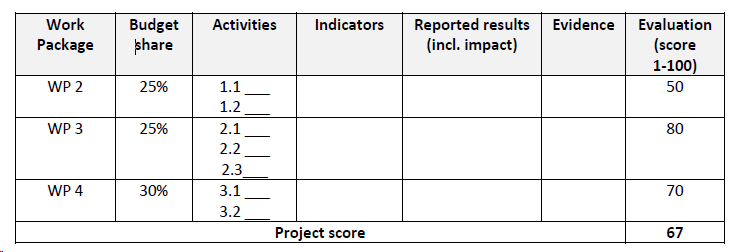 Work Package	Budget share	Activities	Indicators	Reported results (incl. impact)	Evidence	Evaluation (score 1-100)
WP 2	25%	1.1 ___				50
1.2 ___
WP 3	25%	2.1 ___				80
2.2 ___
2.3___
WP 4	30%	3.1 ___				70
3.2 ___
Project score	67